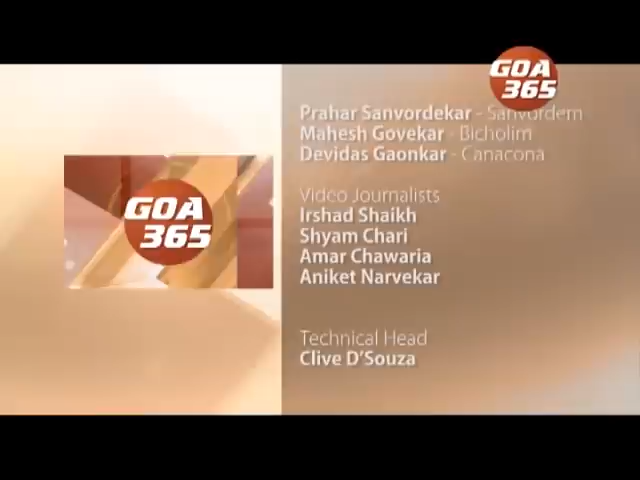 GOA
365
Prahar Sanvordekar - Sanvordem
Mahesh Govekar - Bicholim
Devidas Gaonkar - Canacona
GOA
365
Video Journalists
Irshad Shaikh
Shyam Chari
Amar Chawaria
Aniket Narvekar
Technical Head
Clive D'Souza